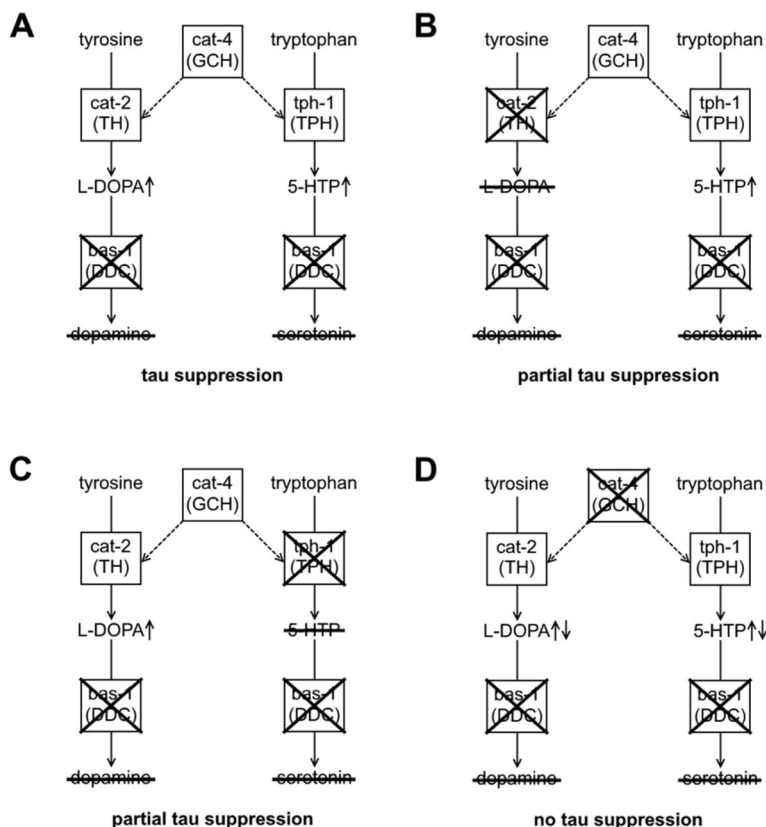 A
tyrosine
cat-4
(GCH)
tryptophan
cat-2
(TH)
tph-1
(TPH)
L-DOPA↑
5-HTP↑
bas-1
(DDC)
bas-1
(DDC)
dopamine
serotonin
tau suppression
B
tyrosine
cat-4
(GCH)
tryptophan
cat-2
(TH)
tph-1
(TPH)
L-DOPA
5-HTP↑
bas-1
(DDC)
bas-1
(DDC)
dopamine
serotonin
partial tau suppression
C
tyrosine
cat-4
(GCH)
tryptophan
cat-2
(TH)
tph-1
(TPH)
L-DOPA↑
5-HTP
bas-1
(DDC)
bas-1
(DDC)
dopamine
serotonin
partial tau suppression
D
tyrosine
cat-4
(GCH)
tryptophan
cat-2
(TH)
tph-1
(TPH)
L-DOPA↑↓
5-HTP↑↓
bas-1
(DDC)
bas-1
(DDC)
dopamine
serotonin
no tau suppression